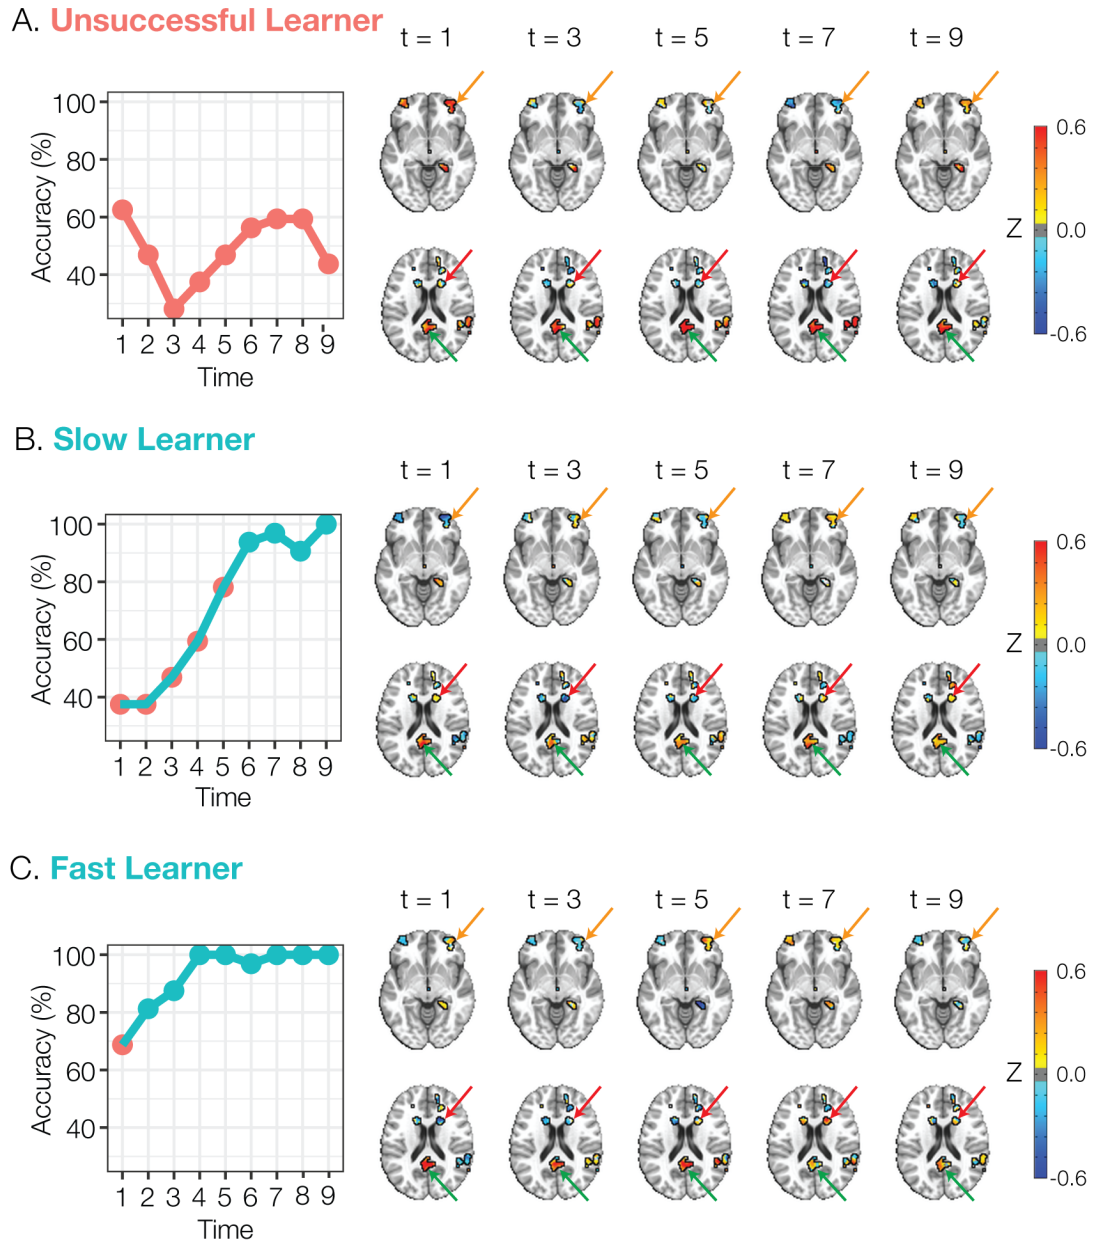 A. Unsuccessful Learner
t = 1 t = 3 t = 5 t = 7 t = 9
100
80
60
40
Accuracy (%)
1 2 3 4 5 6 7 8 9
Time
0.6
Z 0.0
-0.6
B. Slow Learner
t = 1 t = 3 t = 5 t = 7 t = 9
100
80
60
40
Accuracy (%)
1 2 3 4 5 6 7 8 9
Time
0.6
Z 0.0
-0.6
C. Fast Learner
t = 1 t = 3 t = 5 t = 7 t = 9
100
80
60
40
Accuracy (%)
1 2 3 4 5 6 7 8 9
Time
0.6
Z 0.0
-0.6